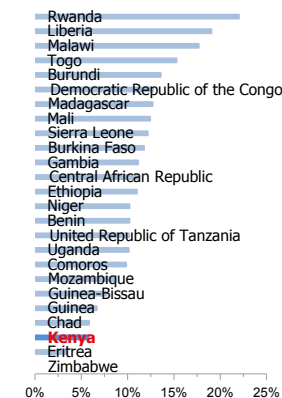 Rwanda
Liberia
Malawi
Togo
Burundi
Democratic Republic of the Congo
Madagascar
Mali
Sierra Leone
Burkina Faso
Gambia
Central African Republic
Ethiopia
Niger
Benin
United Republic of Tanzania
Uganda
Comoros
Mozambique
Guinea-Bissau
Guinea
Chad
Kenya
Eritrea
Zimbabwe
0% 5% 10% 15% 20% 25%